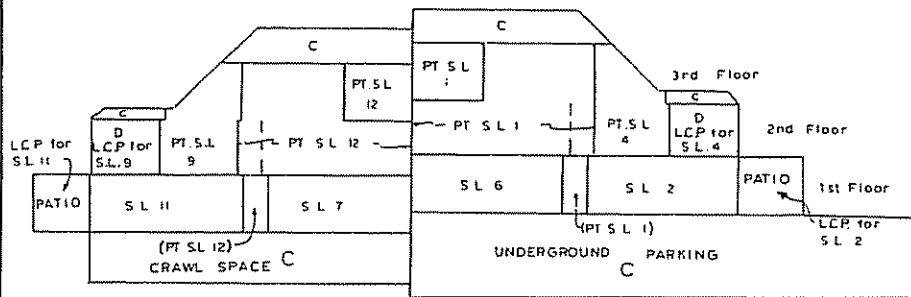 C
C
PT. S.L
12
PT S L
1
3rd Floor
C
C
D
L.C.P. for
S.L.9
PT. S.L
9
PT S L 12
PT S L 1
PT. S.L
4
D
L.C.P. for
S.L. 4
2nd Floor
L.C.P. for
S.L. 11
PATIO
S L 11
S L 7
S L 6
S L 2
PATIO
1st Floor
(PT S.L 12)
(PT S L 1)
L.C.P. for
S.L 2
CRAWL SPACE C
UNDERGROUND PARKING
C